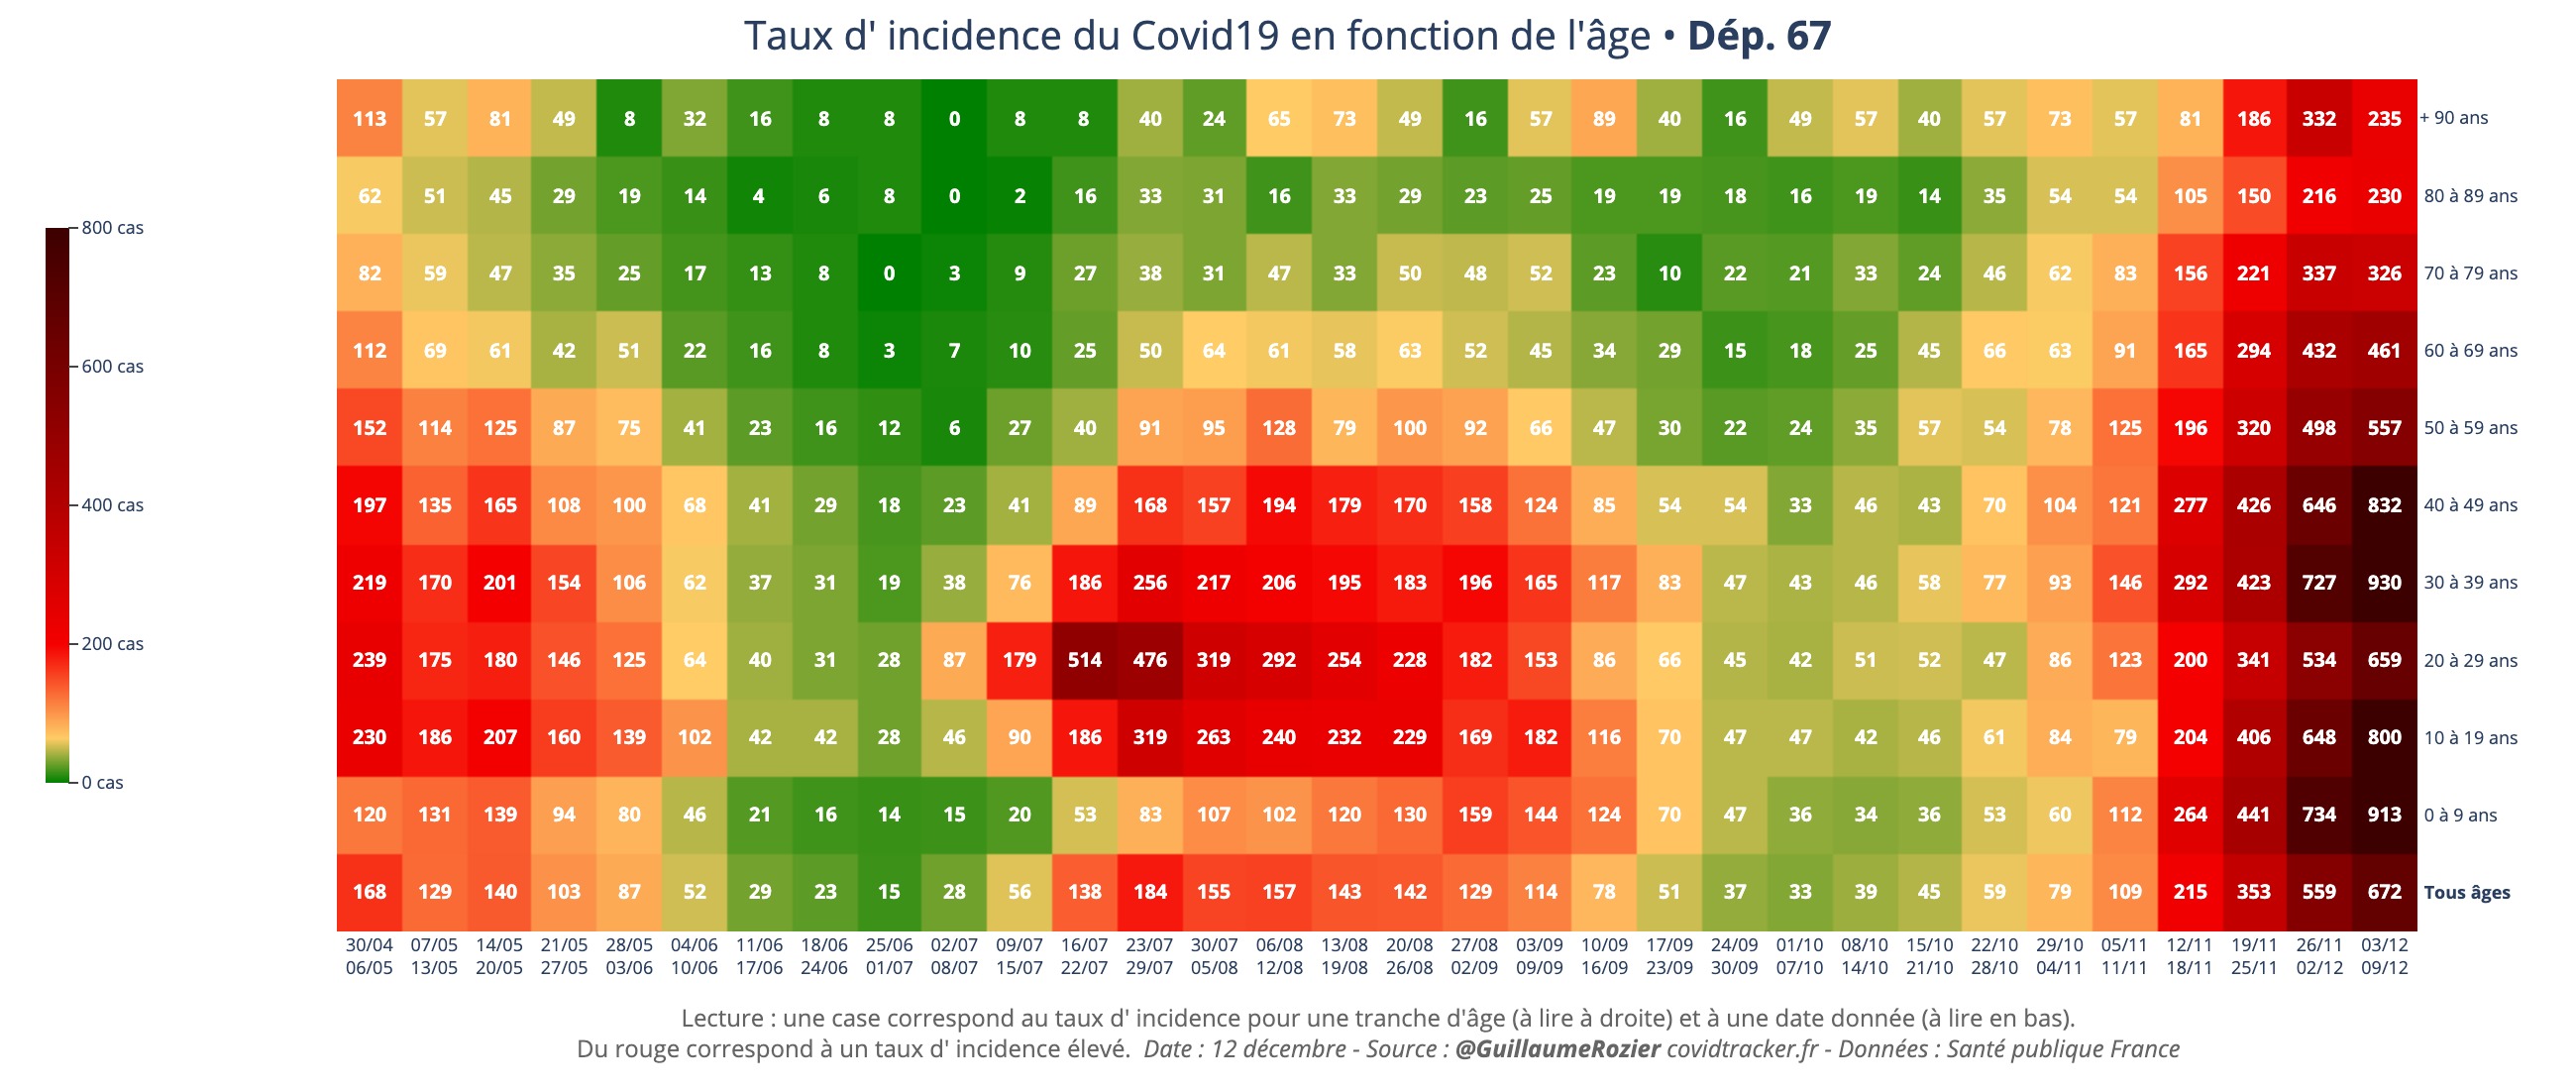 Taux d' incidence du Covid19 en fonction de l'âge • Dép. 67
113 57 81 49 8 32 16 8 8 0 8 8 40 24 65 73 49 16 57 89 40 16 49 57 40 57 73 57 81 186 332 235 + 90 ans
62 51 45 29 19 14 4 6 8 0 2 16 33 31 16 33 29 23 25 19 19 18 16 19 14 35 54 54 105 150 216 230 80 à 89 ans
800 cas
82 59 47 35 25 17 13 8 0 3 9 27 38 31 47 33 50 48 52 23 10 22 21 33 24 46 62 83 156 221 337 326 70 à 79 ans
112 69 61 42 51 22 16 8 3 7 10 25 50 64 61 58 63 52 45 34 29 15 18 25 45 66 63 91 165 294 432 461 60 à 69 ans
600 cas
152 114 125 87 75 41 23 16 12 6 27 40 91 95 128 79 100 92 66 47 30 22 24 35 57 54 78 125 196 320 498 557 50 à 59 ans
400 cas
197 135 165 108 100 68 41 29 18 23 41 89 168 157 194 179 170 158 124 85 54 54 33 46 43 70 104 121 277 426 646 832 40 à 49 ans
219 170 201 154 106 62 37 31 19 38 76 186 256 217 206 195 183 196 165 117 83 47 43 46 58 77 93 146 292 423 727 930 30 à 39 ans
200 cas
239 175 180 146 125 64 40 31 28 87 179 514 476 319 292 254 228 182 153 86 66 45 42 51 52 47 86 123 200 341 534 659 20 à 29 ans
230 186 207 160 139 102 42 42 28 46 90 186 319 263 240 232 229 169 182 116 70 47 47 42 46 61 84 79 204 406 648 800 10 à 19 ans
0 cas
120 131 139 94 80 46 21 16 14 15 20 53 83 107 102 120 130 159 144 124 70 47 36 34 36 53 60 112 264 441 734 913 0 à 9 ans
168 129 140 103 87 52 29 23 15 28 56 138 184 155 157 143 142 129 114 78 51 37 33 39 45 59 79 109 215 353 559 672 Tous âges
30/04 07/05 14/05 21/05 28/05 04/06 11/06 18/06 25/06 02/07 09/07 16/07 23/07 30/07 06/08 13/08 20/08 27/08 03/09 10/09 17/09 24/09 01/10 08/10 15/10 22/10 29/10 05/11 12/11 19/11 26/11 03/12
06/05 13/05 20/05 27/05 03/06 10/06 17/06 24/06 01/07 08/07 15/07 22/07 29/07 05/08 12/08 19/08 26/08 02/09 09/09 16/09 23/09 30/09 07/10 14/10 21/10 28/10 04/11 11/11 18/11 25/11 02/12 09/12
Lecture : une case correspond au taux d' incidence pour une tranche d'âge (à lire à droite) et à une date donnée (à lire en bas).
Du rouge correspond à un taux d' incidence élevé. Date : 12 décembre - Source : @GuillaumeRozier covidtracker.fr - Données : Santé publique France